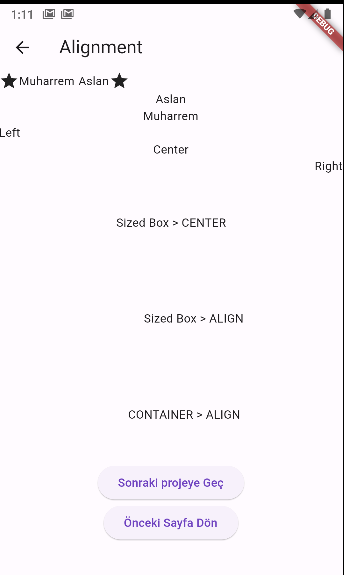 1:11
DEBUG
Alignment
Muharrem Aslan
Aslan
Muharrem
Left
Center
Right
Sized Box > CENTER
Sized Box > ALIGN
CONTAINER > ALIGN
Sonraki projeye Geç
Önceki Sayfa Dön